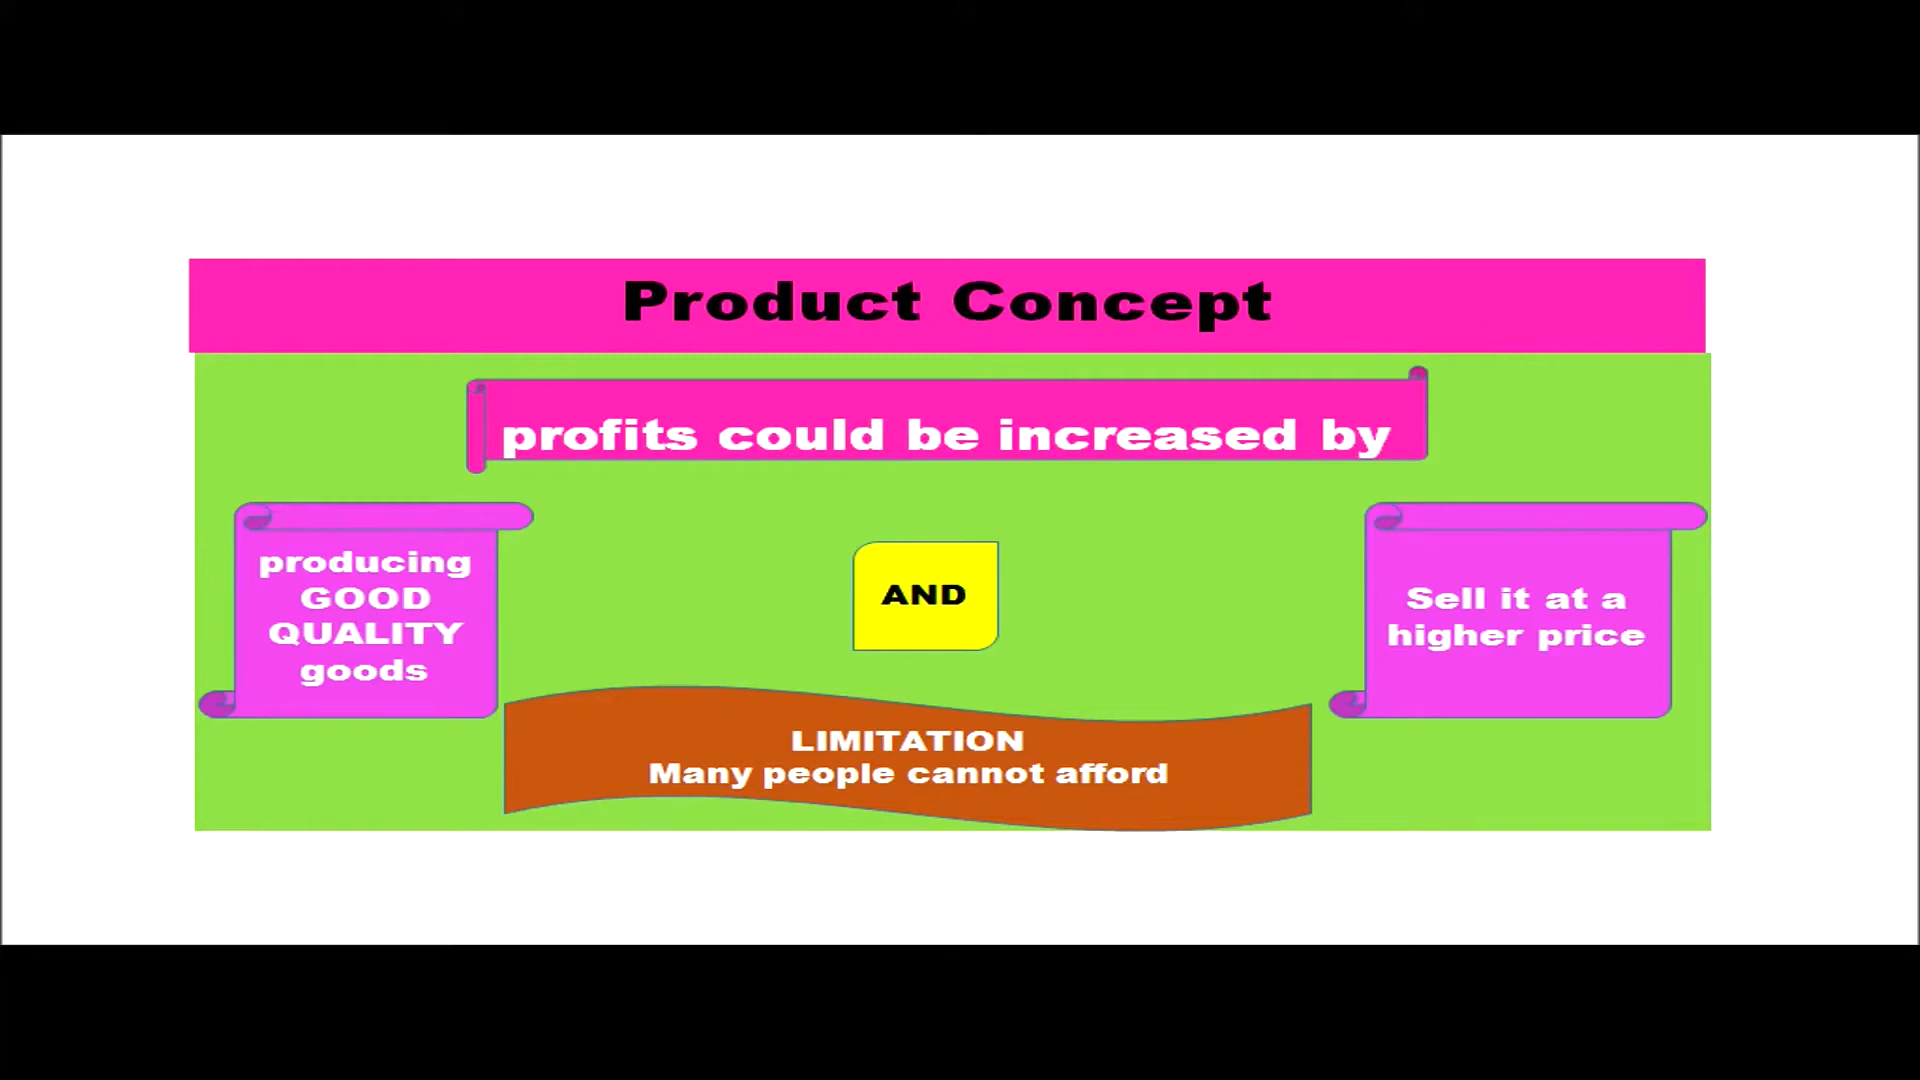 Product Concept
profits could be increased by
producing
GOOD
QUALITY
goods
AND
Sell it at a
higher price
LIMITATION
Many people cannot afford